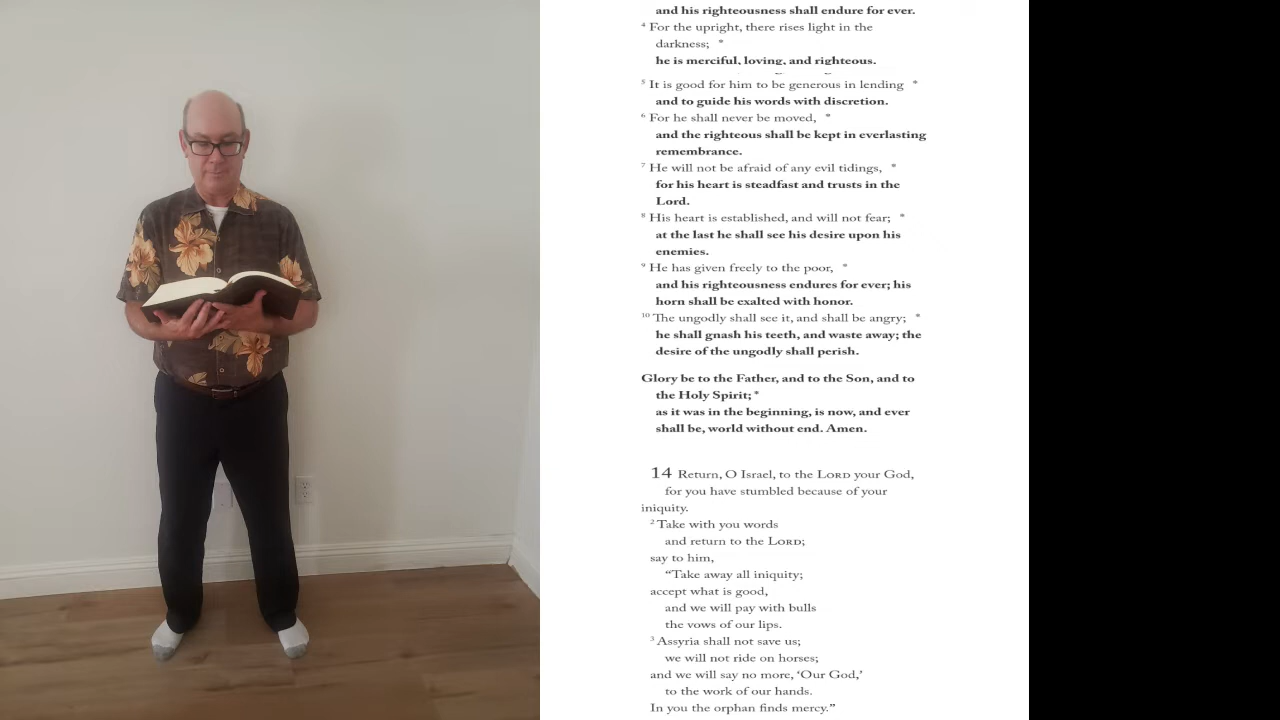 and his righteousness shall endure for ever.
4 For the upright, there rises light in the
darkness; *
he is merciful, loving, and righteous.
5 It is good for him to be generous in lending *
and to guide his words with discretion.
6 For he shall never be moved, *
and the righteous shall be kept in everlasting
remembrance.
7 He will not be afraid of any evil tidings, *
for his heart is steadfast and trusts in the
Lord.
8 His heart is established, and will not fear; *
at the last he shall see his desire upon his
enemies.
9 He has given freely to the poor, *
and his righteousness endures for ever; his
horn shall be exalted with honor.
10 The ungodly shall see it, and shall be angry; *
he shall gnash his teeth, and waste away; the
desire of the ungodly shall perish.
Glory be to the Father, and to the Son, and to
the Holy Spirit; *
as it was in the beginning, is now, and ever
shall be, world without end. Amen.
14 Return, O Israel, to the LORD your God,
for you have stumbled because of your
iniquity.
2 Take with you words
and return to the LORD;
say to him,
“Take away all iniquity;
accept what is good,
and we will pay with bulls
the vows of our lips.
3 Assyria shall not save us;
we will not ride on horses;
and we will say no more, ‘Our God,’
to the work of our hands.
In you the orphan finds mercy.”